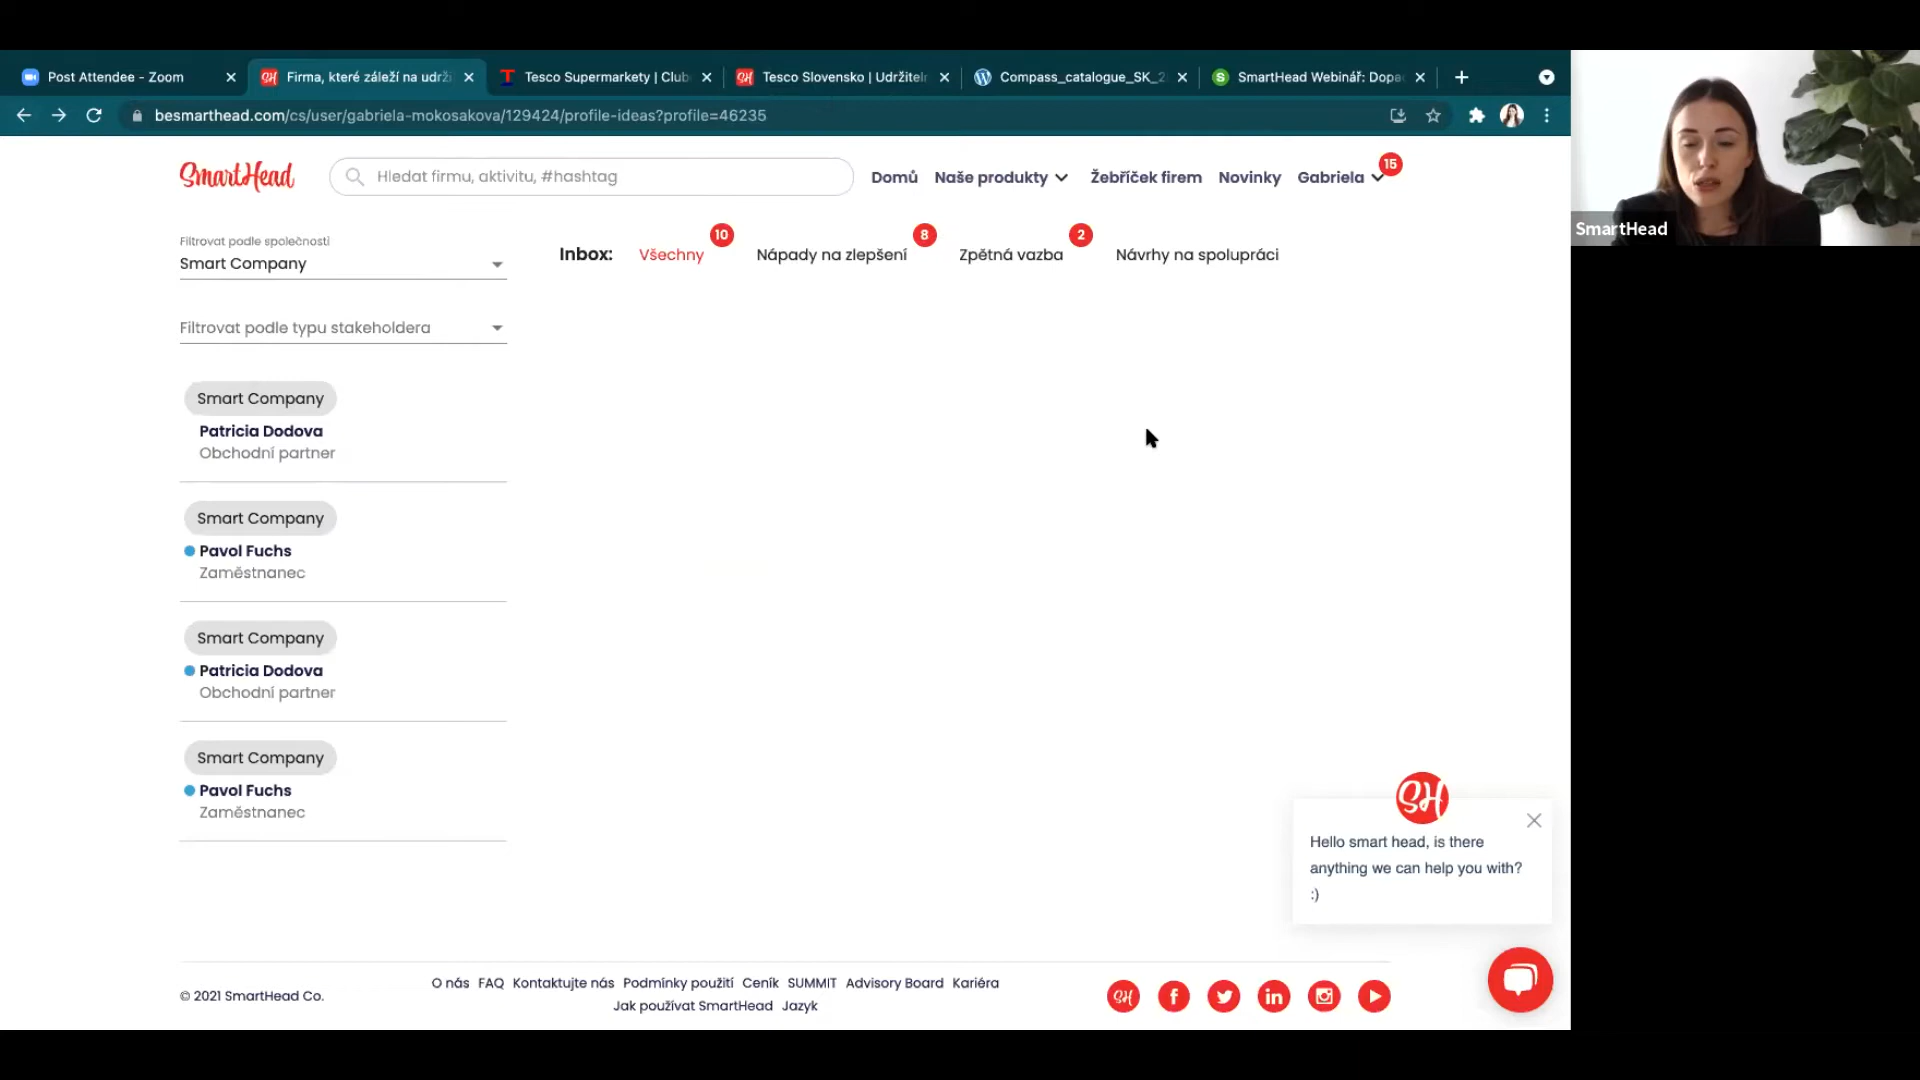 Post Attendee - Zoom
Firma, které záleží na udrži
Tesco Supermarkety | Club
Tesco Slovensko | Udržiteln
Compass_catalogue_SK_2
SmartHead Webinář: Dopa
besmarthead.com/cs/user/gabriela-mokosakova/129424/profile-ideas?profile=46235
SmartHead
Hledat firmu, aktivitu, #hashtag
Domů
Naše produkty
Žebříček firem
Novinky
Gabriela
15
SmartHead
Filtrovat podle společnosti
Smart Company
Inbox:
Všechny
10
Nápady na zlepšení
8
Zpětná vazba
2
Návrhy na spolupráci
Filtrovat podle typu stakeholdera
Smart Company
Patricia Dodova
Obchodní partner
Smart Company
Pavol Fuchs
Zaměstnanec
Smart Company
Patricia Dodova
Obchodní partner
Smart Company
Pavol Fuchs
Zaměstnanec
SH
Hello smart head, is there
anything we can help you with?
:)
© 2021 SmartHead Co.
O nás FAQ Kontaktujte nás Podmínky použití Ceník SUMMIT Advisory Board Kariéra
Jak používat SmartHead Jazyk
SH